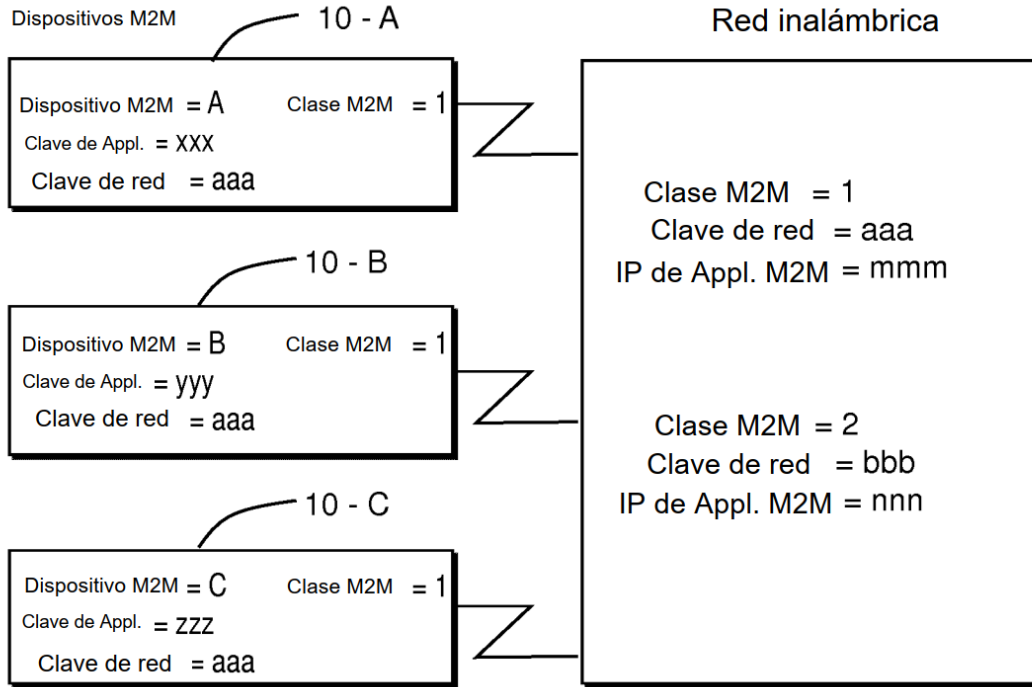 Dispositivos M2M
10 - A
Red inalámbrica
Dispositivo M2M = A Clase M2M = 1
Clave de Appl. = xxx
Clave de red = aaa
10 - B
Dispositivo M2M = B Clase M2M = 1
Clave de Appl. = yyy
Clave de red = aaa
10 - C
Dispositivo M2M = C Clase M2M = 1
Clave de Appl. = zzz
Clave de red = aaa
Clase M2M = 1
Clave de red = aaa
IP de Appl. M2M = mmm
Clase M2M = 2
Clave de red = bbb
IP de Appl. M2M = nnn